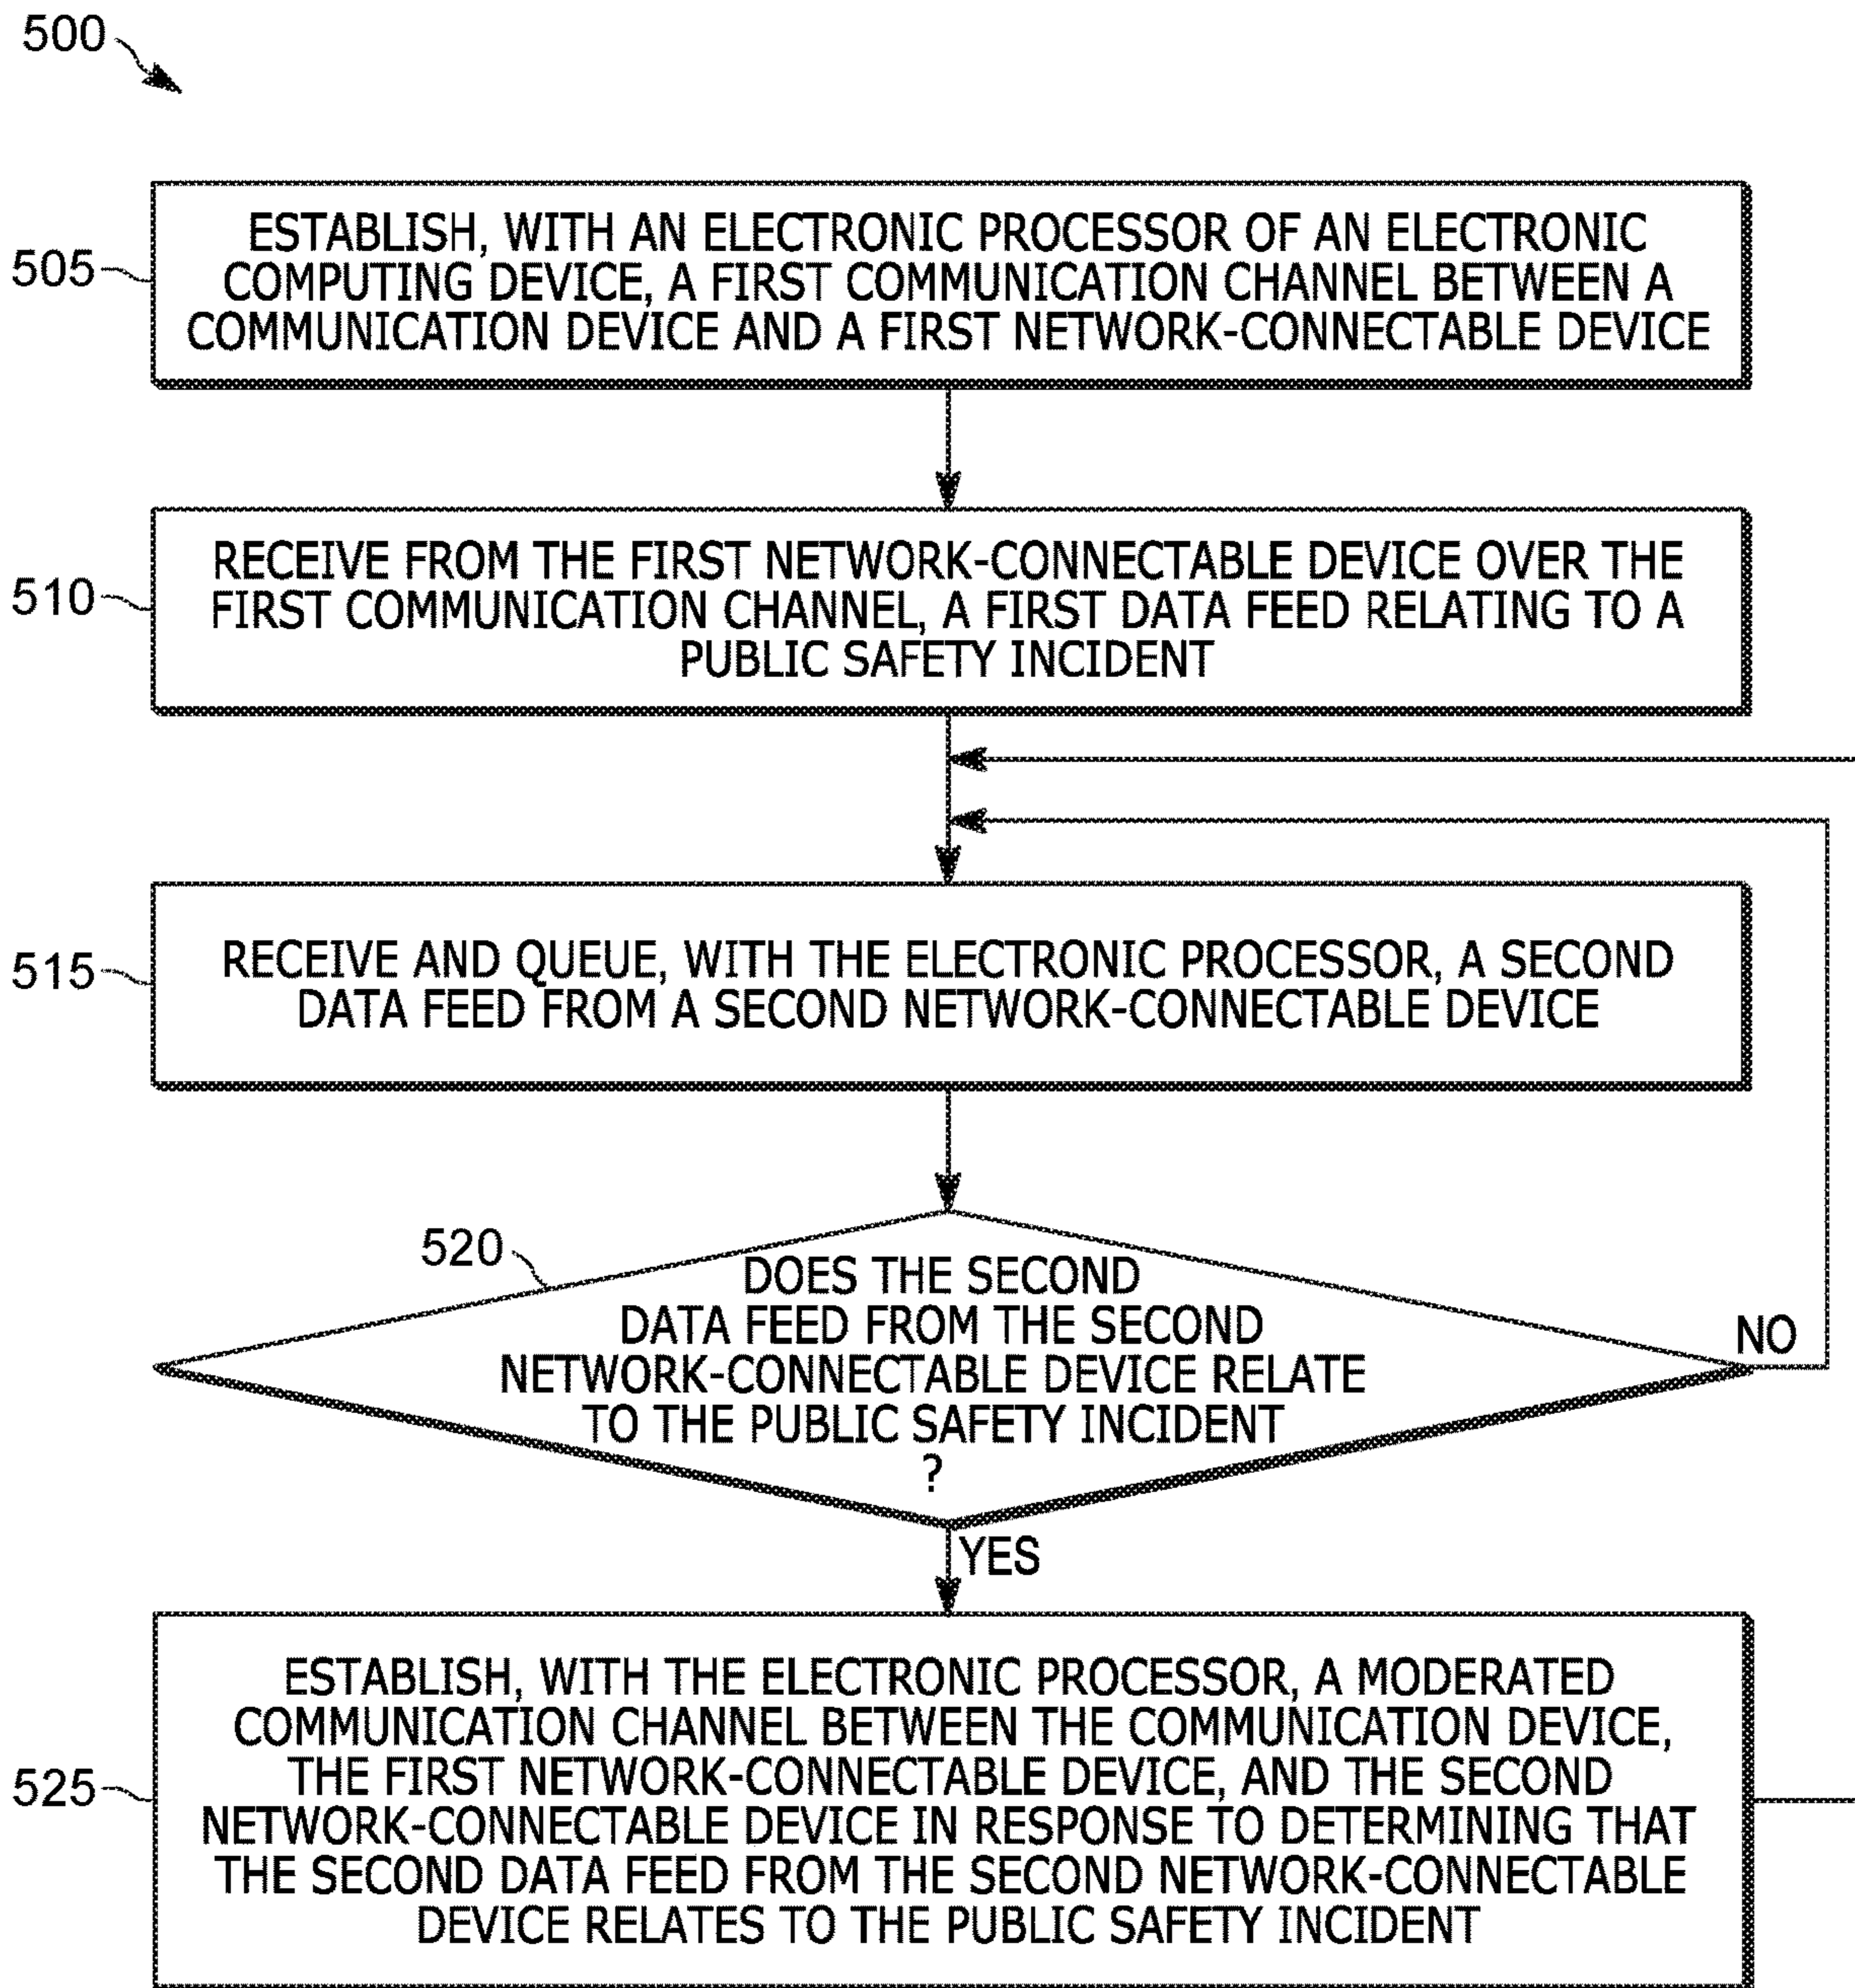 500
505
ESTABLISH, WITH AN ELECTRONIC PROCESSOR OF AN ELECTRONIC
COMPUTING DEVICE, A FIRST COMMUNICATION CHANNEL BETWEEN A
COMMUNICATION DEVICE AND A FIRST NETWORK-CONNECTABLE DEVICE
510
RECEIVE FROM THE FIRST NETWORK-CONNECTABLE DEVICE OVER THE
FIRST COMMUNICATION CHANNEL, A FIRST DATA FEED RELATING TO A
PUBLIC SAFETY INCIDENT
515
RECEIVE AND QUEUE, WITH THE ELECTRONIC PROCESSOR, A SECOND
DATA FEED FROM A SECOND NETWORK-CONNECTABLE DEVICE
520
DOES THE SECOND
DATA FEED FROM THE SECOND
NETWORK-CONNECTABLE DEVICE RELATE
TO THE PUBLIC SAFETY INCIDENT
?
NO
YES
525
ESTABLISH, WITH THE ELECTRONIC PROCESSOR, A MODERATED
COMMUNICATION CHANNEL BETWEEN THE COMMUNICATION DEVICE,
THE FIRST NETWORK-CONNECTABLE DEVICE, AND THE SECOND
NETWORK-CONNECTABLE DEVICE IN RESPONSE TO DETERMINING THAT
THE SECOND DATA FEED FROM THE SECOND NETWORK-CONNECTABLE
DEVICE RELATES TO THE PUBLIC SAFETY INCIDENT